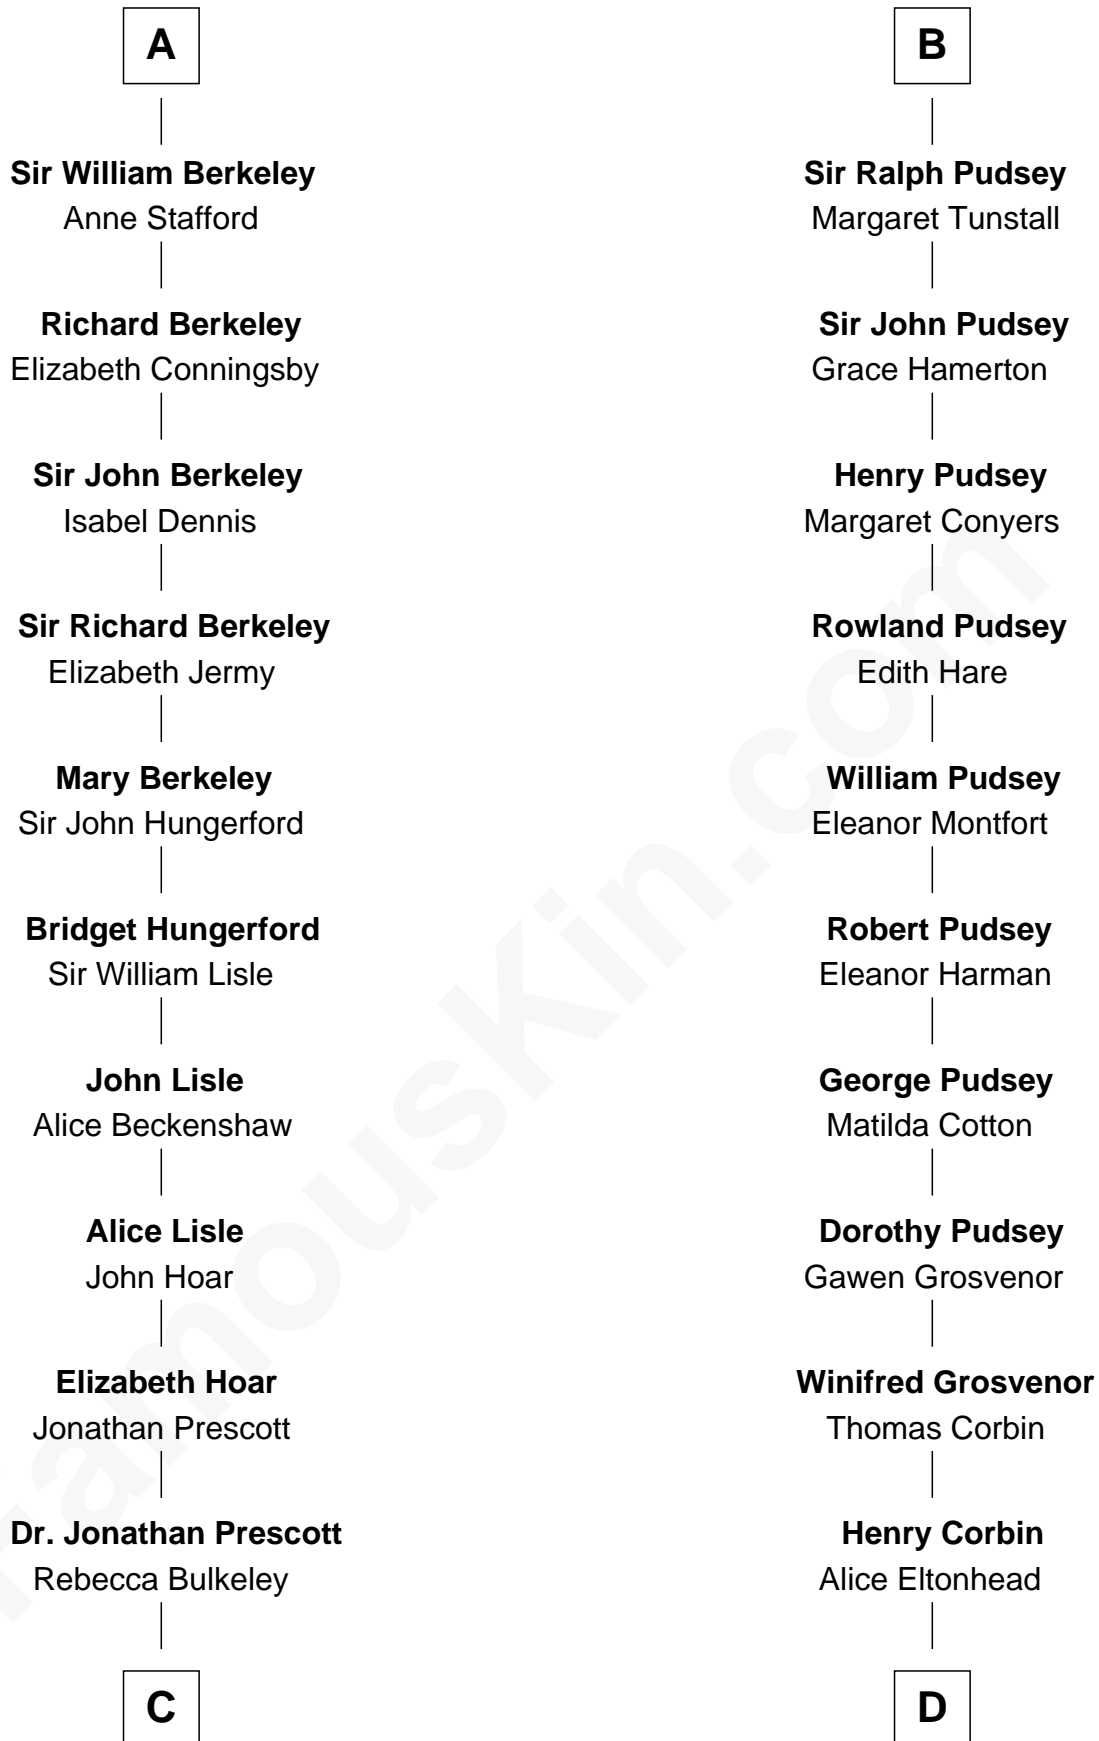 A
Sir William Berkeley
Anne Stafford
Richard Berkeley
Elizabeth Conningsby
Sir John Berkeley
Isabel Dennis
Sir Richard Berkeley
Elizabeth Jermy
Mary Berkeley
Sir John Hungerford
Bridget Hungerford
Sir William Lisle
John Lisle
Alice Beckenshaw
Alice Lisle
John Hoar
Elizabeth Hoar
Jonathan Prescott
Dr. Jonathan Prescott
Rebecca Bulkeley
C
B
Sir Ralph Pudsey
Margaret Tunstall
Sir John Pudsey
Grace Hamerton
Henry Pudsey
Margaret Conyers
Rowland Pudsey
Edith Hare
William Pudsey
Eleanor Montfort
Robert Pudsey
Eleanor Harman
George Pudsey
Matilda Cotton
Dorothy Pudsey
Gawen Grosvenor
Winifred Grosvenor
Thomas Corbin
Henry Corbin
Alice Eltonhead
D
FamousKin.com